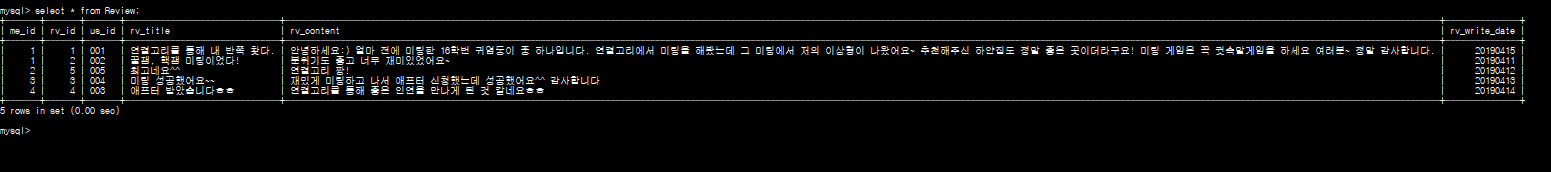 mysql> select * from Review;
| me_id | rv_id | us_id | rv_title | rv_content | rv_write_date |
| 1 | 1 | 001 | 연결고리를 통해 내 반쪽 찾다. | 안녕하세요:) 얼마 전에 미팅한 16학번 귀염둥이 중 하나입니다. 연결고리에서 미팅을 해봤는데 그 미팅에서 저의 이상형이 나왔어요~ 추천해주신 하안집도 정말 좋은 곳이더라구요! 미팅 게임은 꼭 귓속말게임을 하세요 여러분~ 정말 감사합니다. | 20190415 |
| 1 | 2 | 002 | 꿀잼, 핵잼 미팅이었다! | 분위기도 좋고 너무 재미있었어요~ | 20190411 |
| 2 | 5 | 005 | 최고네요^^ | 연결고리 짱! | 20190412 |
| 3 | 3 | 004 | 미팅 성공했어요~~ | 재밌게 미팅하고 나서 애프터 신청했는데 성공했어요^^ 감사합니다 | 20190413 |
| 4 | 4 | 003 | 애프터 받았습니다ㅎㅎ | 연결고리를 통해 좋은 인연을 만나게 된 것 같네요ㅎㅎ | 20190414 |
5 rows in set (0.00 sec)
mysql>